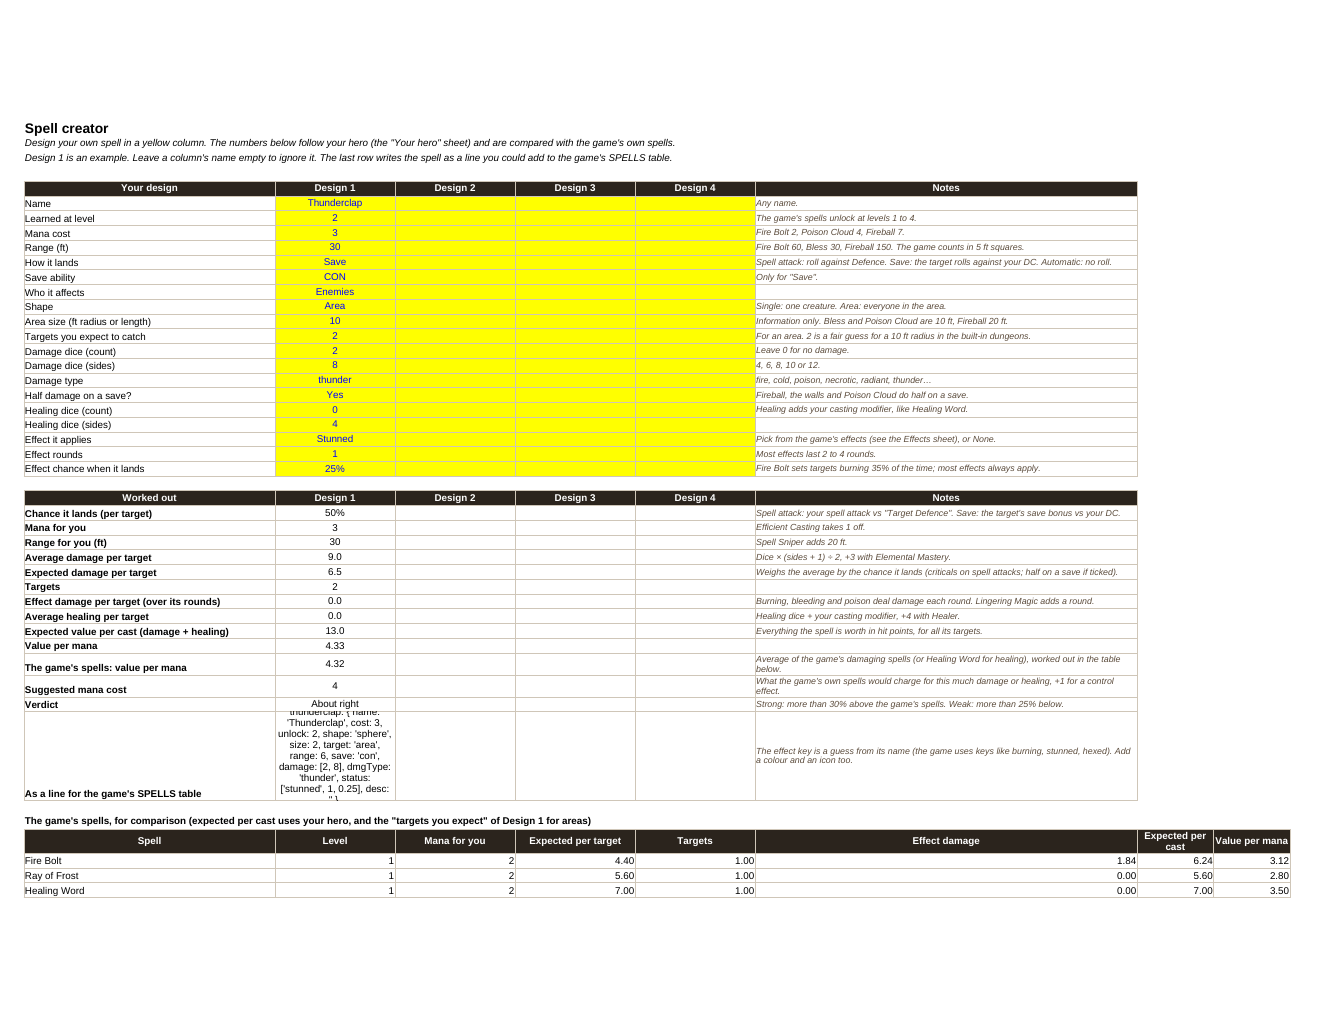 Spell creator
Design your own spell in a yellow column. The numbers below follow your hero (the "Your hero" sheet) and are compared with the game's own spells.
Design 1 is an example. Leave a column's name empty to ignore it. The last row writes the spell as a line you could add to the game's SPELLS table.
Your design Design 1 Design 2 Design 3 Design 4 Notes
Name Thunderclap Any name.
Learned at level 2 The game's spells unlock at levels 1 to 4.
Mana cost 3 Fire Bolt 2, Poison Cloud 4, Fireball 7.
Range (ft) 30 Fire Bolt 60, Bless 30, Fireball 150. The game counts in 5 ft squares.
How it lands Save Spell attack: roll against Defence. Save: the target rolls against your DC. Automatic: no roll.
Save ability CON Only for "Save".
Who it affects Enemies
Shape Area Single: one creature. Area: everyone in the area.
Area size (ft radius or length) 10 Information only. Bless and Poison Cloud are 10 ft, Fireball 20 ft.
Targets you expect to catch 2 For an area. 2 is a fair guess for a 10 ft radius in the built-in dungeons.
Damage dice (count) 2 Leave 0 for no damage.
Damage dice (sides) 8 4, 6, 8, 10 or 12.
Damage type thunder fire, cold, poison, necrotic, radiant, thunder…
Half damage on a save? Yes Fireball, the walls and Poison Cloud do half on a save.
Healing dice (count) 0 Healing adds your casting modifier, like Healing Word.
Healing dice (sides) 4
Effect it applies Stunned Pick from the game's effects (see the Effects sheet), or None.
Effect rounds 1 Most effects last 2 to 4 rounds.
Effect chance when it lands 25% Fire Bolt sets targets burning 35% of the time; most effects always apply.
Worked out Design 1 Design 2 Design 3 Design 4 Notes
Chance it lands (per target) 50% Spell attack: your spell attack vs "Target Defence". Save: the target's save bonus vs your DC.
Mana for you 3 Efficient Casting takes 1 off.
Range for you (ft) 30 Spell Sniper adds 20 ft.
Average damage per target 9.0 Dice × (sides + 1) ÷ 2, +3 with Elemental Mastery.
Expected damage per target 6.5 Weighs the average by the chance it lands (criticals on spell attacks; half on a save if ticked).
Targets 2
Effect damage per target (over its rounds) 0.0 Burning, bleeding and poison deal damage each round. Lingering Magic adds a round.
Average healing per target 0.0 Healing dice + your casting modifier, +4 with Healer.
Expected value per cast (damage + healing) 13.0 Everything the spell is worth in hit points, for all its targets.
Value per mana 4.33
The game's spells: value per mana 4.32 Average of the game's damaging spells (or Healing Word for healing), worked out in the table
below.
Suggested mana cost 4 What the game's own spells would charge for this much damage or healing, +1 for a control
effect.
Verdict About right Strong: more than 30% above the game's spells. Weak: more than 25% below.
thunderclap: { name:
'Thunderclap', cost: 3,
unlock: 2, shape: 'sphere',
size: 2, target: 'area',
range: 6, save: 'con',
damage: [2, 8], dmgType:
'thunder', status:
['stunned', 1, 0.25], desc:
'' }
The effect key is a guess from its name (the game uses keys like burning, stunned, hexed). Add
a colour and an icon too.
As a line for the game's SPELLS table
The game's spells, for comparison (expected per cast uses your hero, and the "targets you expect" of Design 1 for areas)
Spell Level Mana for you Expected per target Targets Effect damage Expected per cast Value per mana
Fire Bolt 1 2 4.40 1.00 1.84 6.24 3.12
Ray of Frost 1 2 5.60 1.00 0.00 5.60 2.80
Healing Word 1 2 7.00 1.00 0.00 7.00 3.50